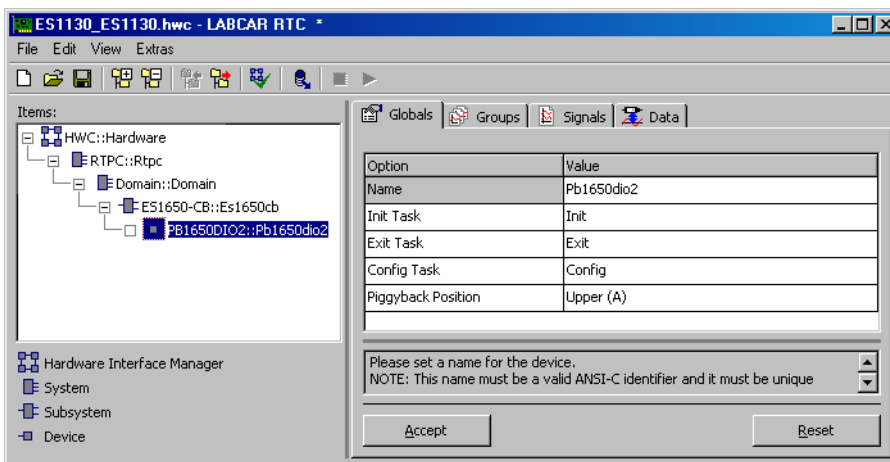 ES1130_ES1130.hwc - LABCAR RTC *
File Edit View Extras
Items:
HWC::Hardware
RTPC::Rtpc
Domain::Domain
ES1650-CB::Es1650cb
PB1650DIO2::Pb1650dio2
Hardware Interface Manager
System
Subsystem
Device
Globals Groups Signals Data
Option Value
Name Pb1650dio2
Init Task Init
Exit Task Exit
Config Task Config
Piggyback Position Upper (A)
Please set a name for the device.
NOTE: This name must be a valid ANSI-C identifier and it must be unique
Accept Reset